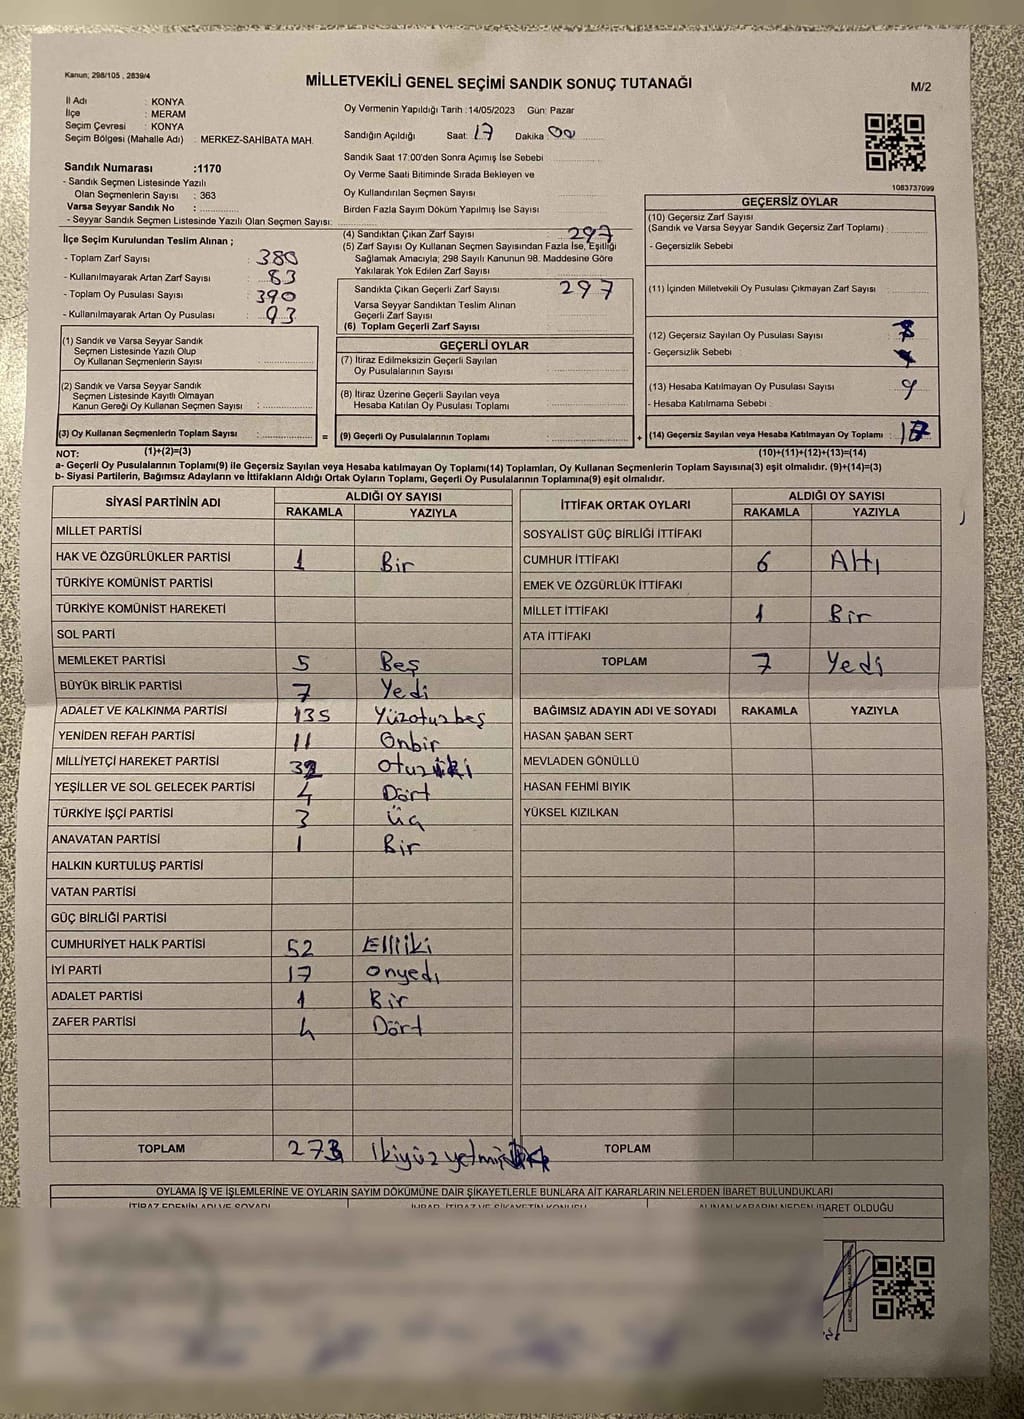 Kanun; 298/105 , 2839/4
MİLLETVEKİLİ GENEL SEÇİMİ SANDIK SONUÇ TUTANAĞI
M/2
İl Adı : KONYA
İlçe : MERAM
Seçim Çevresi : KONYA
Seçim Bölgesi (Mahalle Adı) : MERKEZ-SAHİBATA MAH.
Oy Vermenin Yapıldığı Tarih : 14/05/2023 Gün: Pazar
Sandığın Açıldığı Saat: 17 Dakika: 00
Sandık Saat 17:00'den Sonra Açımış İse Sebebi
Oy Verme Saati Bitiminde Sırada Bekleyen ve
Oy Kullandırılan Seçmen Sayısı
Birden Fazla Sayım Döküm Yapılmış İse Sayısı
1083737099
Sandık Numarası :1170
- Sandık Seçmen Listesinde Yazılı
Olan Seçmenlerin Sayısı : 363
Varsa Seyyar Sandık No :
- Seyyar Sandık Seçmen Listesinde Yazılı Olan Seçmen Sayısı:
İlçe Seçim Kurulundan Teslim Alınan ;
- Toplam Zarf Sayısı : 380
- Kullanılmayarak Artan Zarf Sayısı : 83
- Toplam Oy Pusulası Sayısı : 390
- Kullanılmayarak Artan Oy Pusulası : 93
(1) Sandık ve Varsa Seyyar Sandık
Seçmen Listesinde Yazılı Olup
Oy Kullanan Seçmenlerin Sayısı :
(2) Sandık ve Varsa Seyyar Sandık
Seçmen Listesinde Kayıtlı Olmayan
Kanun Gereği Oy Kullanan Seçmen Sayısı :
(3) Oy Kullanan Seçmenlerin Toplam Sayısı :
(1)+(2)=(3)
(4) Sandıktan Çıkan Zarf Sayısı 297
(5) Zarf Sayısı Oy Kullanan Seçmen Sayısından Fazla İse, Eşitliği
Sağlamak Amacıyla; 298 Sayılı Kanunun 98. Maddesine Göre
Yakılarak Yok Edilen Zarf Sayısı
Sandıkta Çıkan Geçerli Zarf Sayısı 297
Varsa Seyyar Sandıktan Teslim Alınan
Geçerli Zarf Sayısı
(6) Toplam Geçerli Zarf Sayısı
GEÇERLİ OYLAR
(7) İtiraz Edilmeksizin Geçerli Sayılan
Oy Pusulalarının Sayısı :
(8) İtiraz Üzerine Geçerli Sayılan veya
Hesaba Katılan Oy Pusulası Toplamı :
= (9) Geçerli Oy Pusulalarının Toplamı :
GEÇERSİZ OYLAR
(10) Geçersiz Zarf Sayısı
(Sandık ve Varsa Seyyar Sandık Geçersiz Zarf Toplamı) :
- Geçersizlik Sebebi
(11) İçinden Milletvekili Oy Pusulası Çıkmayan Zarf Sayısı :
(12) Geçersiz Sayılan Oy Pusulası Sayısı :
- Geçersizlik Sebebi :
(13) Hesaba Katılmayan Oy Pusulası Sayısı : 9
- Hesaba Katılmama Sebebi :
+ (14) Geçersiz Sayılan veya Hesaba Katılmayan Oy Toplamı :
(10)+(11)+(12)+(13)=(14)
NOT:
a- Geçerli Oy Pusulalarının Toplamı(9) ile Geçersiz Sayılan veya Hesaba katılmayan Oy Toplamı(14) Toplamları, Oy Kullanan Seçmenlerin Toplam Sayısına(3) eşit olmalıdır. (9)+(14)=(3)
b- Siyasi Partilerin, Bağımsız Adayların ve İttifakların Aldığı Ortak Oyların Toplamı, Geçerli Oy Pusulalarının Toplamına(9) eşit olmalıdır.
SİYASİ PARTİNİN ADI
ALDIĞI OY SAYISI
RAKAMLA YAZIYLA
MİLLET PARTİSİ
HAK VE ÖZGÜRLÜKLER PARTİSİ 1 Bir
TÜRKİYE KOMÜNİST PARTİSİ
TÜRKİYE KOMÜNİST HAREKETİ
SOL PARTİ
MEMLEKET PARTİSİ 5 Beş
BÜYÜK BİRLİK PARTİSİ 7 Yedi
ADALET VE KALKINMA PARTİSİ 135 Yüzotuzbeş
YENİDEN REFAH PARTİSİ 11 Onbir
MİLLİYETÇİ HAREKET PARTİSİ 32 otuziki
YEŞİLLER VE SOL GELECEK PARTİSİ 4 Dört
TÜRKİYE İŞÇİ PARTİSİ 3 üç
ANAVATAN PARTİSİ 1 Bir
HALKIN KURTULUŞ PARTİSİ
VATAN PARTİSİ
GÜÇ BİRLİĞİ PARTİSİ
CUMHURİYET HALK PARTİSİ 52 Elliiki
İYİ PARTİ 17 onyedi
ADALET PARTİSİ 1 Bir
ZAFER PARTİSİ 4 Dört
TOPLAM
İTTİFAK ORTAK OYLARI
ALDIĞI OY SAYISI
RAKAMLA YAZIYLA
SOSYALİST GÜÇ BİRLİĞİ İTTİFAKI
CUMHUR İTTİFAKI 6 Altı
EMEK VE ÖZGÜRLÜK İTTİFAKI
MİLLET İTTİFAKI 1 Bir
ATA İTTİFAKI
TOPLAM 7 Yedi
BAĞIMSIZ ADAYIN ADI VE SOYADI RAKAMLA YAZIYLA
HASAN ŞABAN SERT
MEVLADEN GÖNÜLLÜ
HASAN FEHMİ BIYIK
YÜKSEL KIZILKAN
TOPLAM
OYLAMA İŞ VE İŞLEMLERİNE VE OYLARIN SAYIM DÖKÜMÜNE DAİR ŞİKAYETLERLE BUNLARA AİT KARARLARIN NELERDEN İBARET BULUNDUKLARI
İTİRAZ EDENİN ADI VE SOYADI
İHBAR, İTİRAZ VE ŞİKAYETİN KONUSU
ALINAN KARARIN NEDEN İBARET OLDUĞU